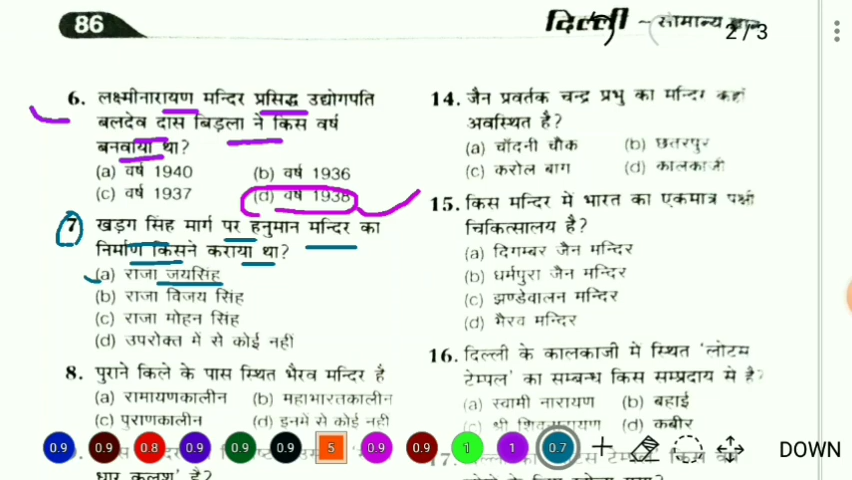 86
दिल्ली ~ सामान्य ज्ञान
2/3
6. लक्ष्मीनारायण मन्दिर प्रसिद्ध उद्योगपति
बलदेव दास बिड़ला ने किस वर्ष
बनवाया था?
(a) वर्ष 1940 (b) वर्ष 1936
(c) वर्ष 1937 (d) वर्ष 1938
7 खड़ग सिंह मार्ग पर हनुमान मन्दिर का
निर्माण किसने कराया था?
(a) राजा जयसिंह
(b) राजा विजय सिंह
(c) राजा मोहन सिंह
(d) उपरोक्त में से कोई नहीं
8. पुराने किले के पास स्थित भैरव मन्दिर है
(a) रामायणकालीन (b) महाभारतकालीन
(c) पुराणकालीन (d) इनमें से कोई नहीं
धार कलश' है?
14. जैन प्रवर्तक चन्द्र प्रभु का मन्दिर कहाँ
अवस्थित है?
(a) चाँदनी चौक (b) छतरपुर
(c) करोल बाग (d) कालकाजी
15. किस मन्दिर में भारत का एकमात्र पक्षी
चिकित्सालय है?
(a) दिगम्बर जैन मन्दिर
(b) धर्मपुरा जैन मन्दिर
(c) झण्डेवालन मन्दिर
(d) भैरव मन्दिर
16. दिल्ली के कालकाजी में स्थित 'लोटस
टेम्पल' का सम्बन्ध किस सम्प्रदाय से है?
(a) स्वामी नारायण (b) बहाई
(c) श्री शिवनारायण (d) कबीर
17.
0.9 0.9 0.8 0.9 0.9 0.9 5 0.9 0.9 1 1 0.7 DOWN